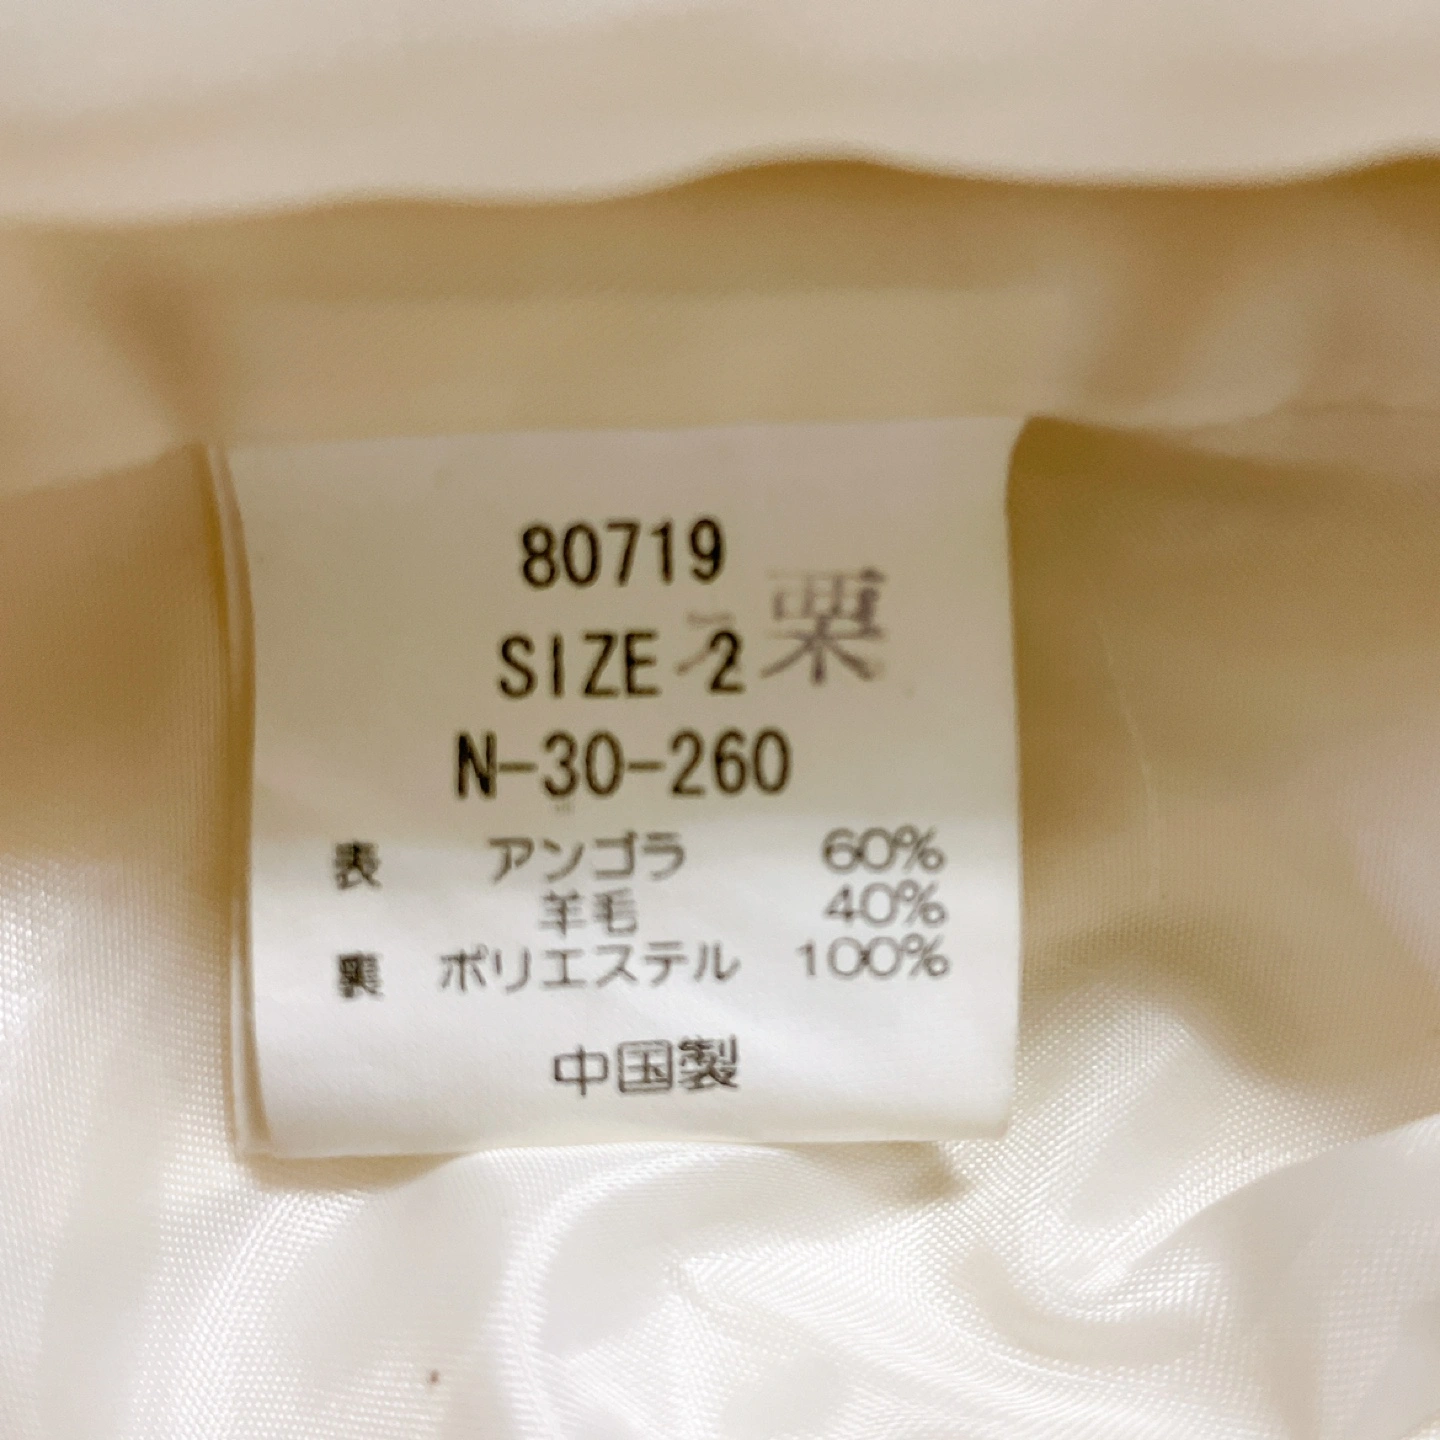 80719
SIZE 2
栗
N-30-260
表 アンゴラ 60%
羊毛 40%
裏 ポリエステル 100%
中国製